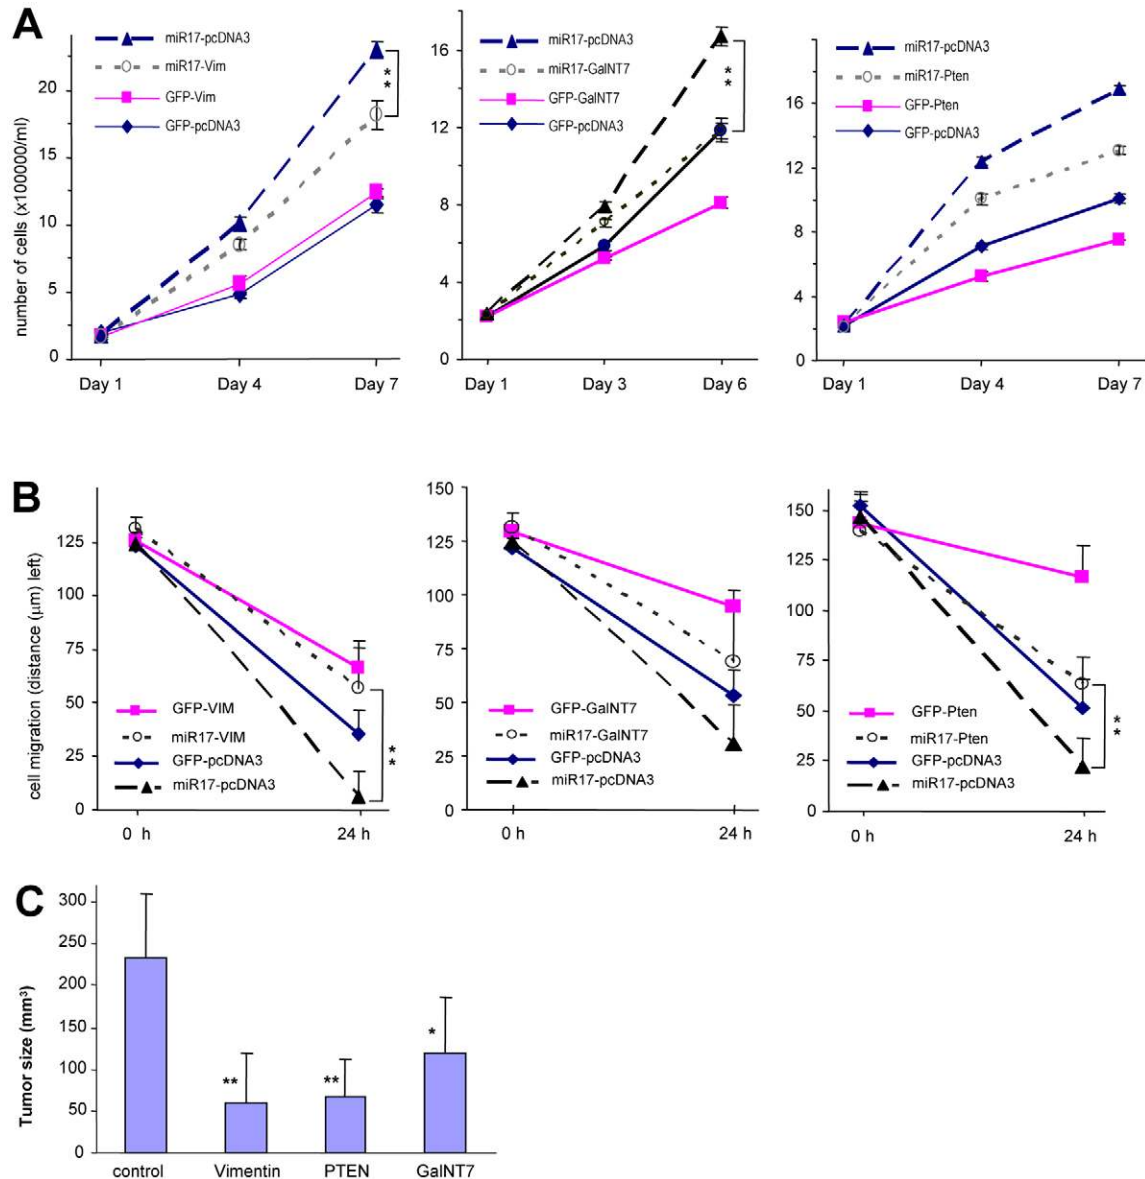 A
number of cells (x100000/ml)
20
15
10
5
0
miR17-pcDNA3
miR17-Vim
GFP-Vim
GFP-pcDNA3
**
Day 1
Day 4
Day 7
16
12
8
4
0
miR17-pcDNA3
miR17-GalNT7
GFP-GalNT7
GFP-pcDNA3
**
Day 1
Day 3
Day 6
16
12
8
4
0
miR17-pcDNA3
miR17-Pten
GFP-Pten
GFP-pcDNA3
Day 1
Day 4
Day 7
B
cell migration (distance (μm) left)
125
75
50
25
0
GFP-VIM
miR17-VIM
GFP-pcDNA3
miR17-pcDNA3
**
0 h
24 h
150
125
100
75
50
25
0
GFP-GalNT7
miR17-GalNT7
GFP-pcDNA3
miR17-pcDNA3
0 h
24 h
150
125
100
75
50
25
0
GFP-Pten
miR17-Pten
GFP-pcDNA3
miR17-pcDNA3
**
0 h
24 h
C
Tumor size (mm³)
300
250
200
150
100
50
0
**
**
*
control
Vimentin
PTEN
GalNT7